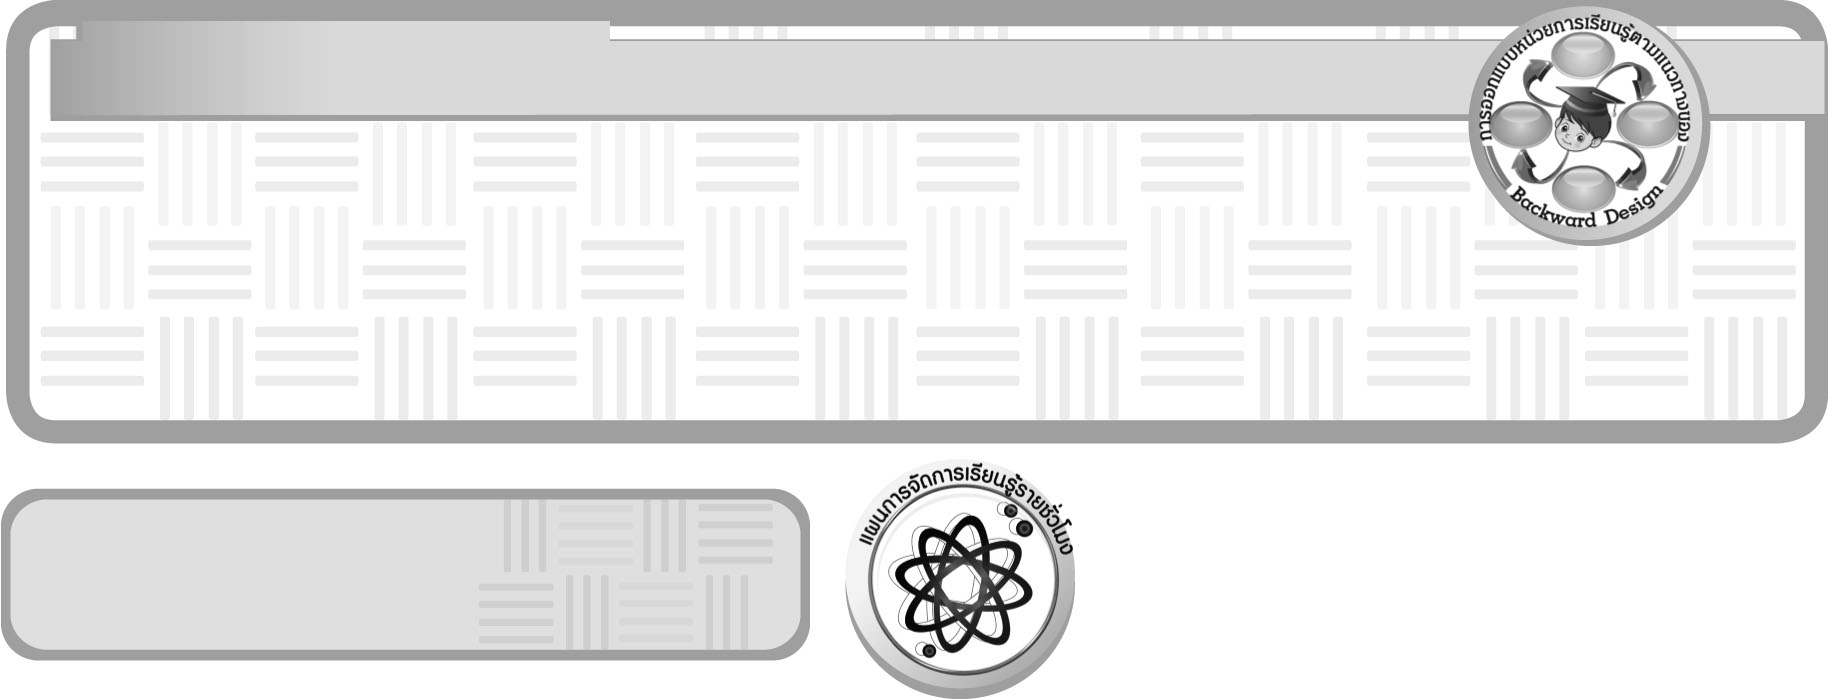 การออกแบบหน่วยการเรียนรู้ตามแนวทางของ
Backward Design
แผนการจัดการเรียนรู้รายชั่วโมง